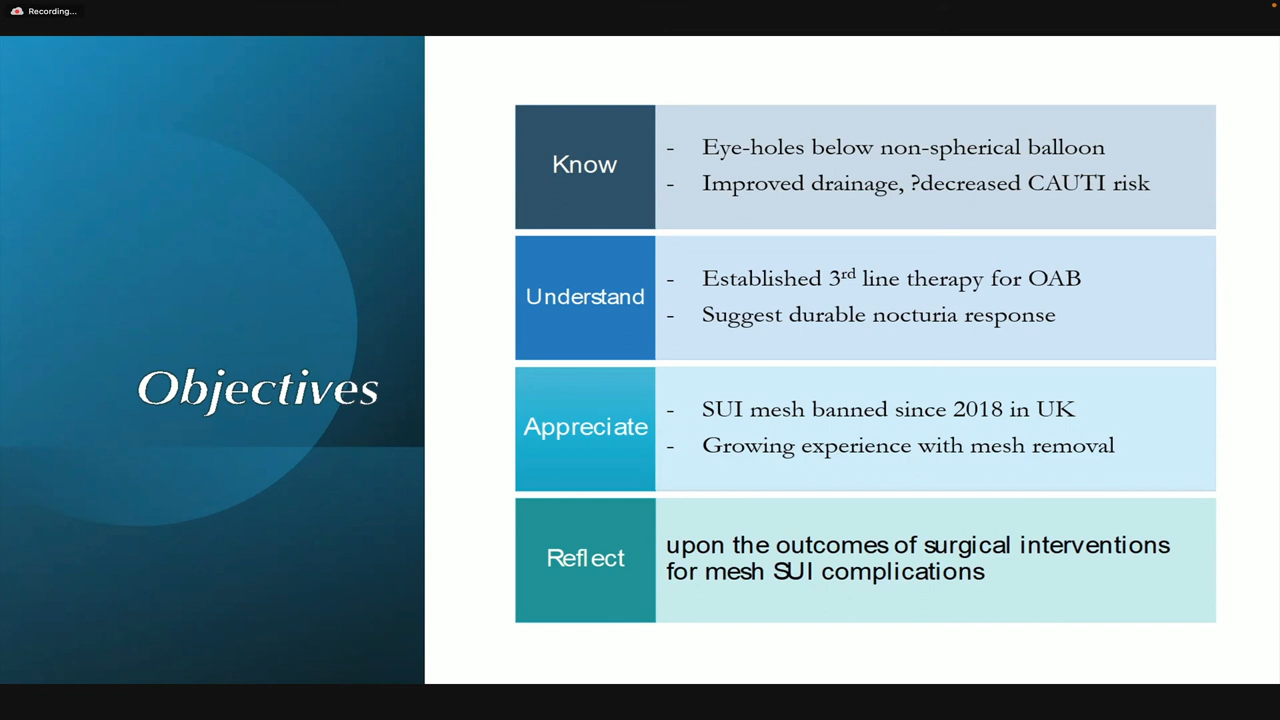 Recording...
Objectives
Know
- Eye-holes below non-spherical balloon
- Improved drainage, ?decreased CAUTI risk
Understand
- Established 3rd line therapy for OAB
- Suggest durable nocturia response
Appreciate
- SUI mesh banned since 2018 in UK
- Growing experience with mesh removal
Reflect
upon the outcomes of surgical interventions
for mesh SUI complications